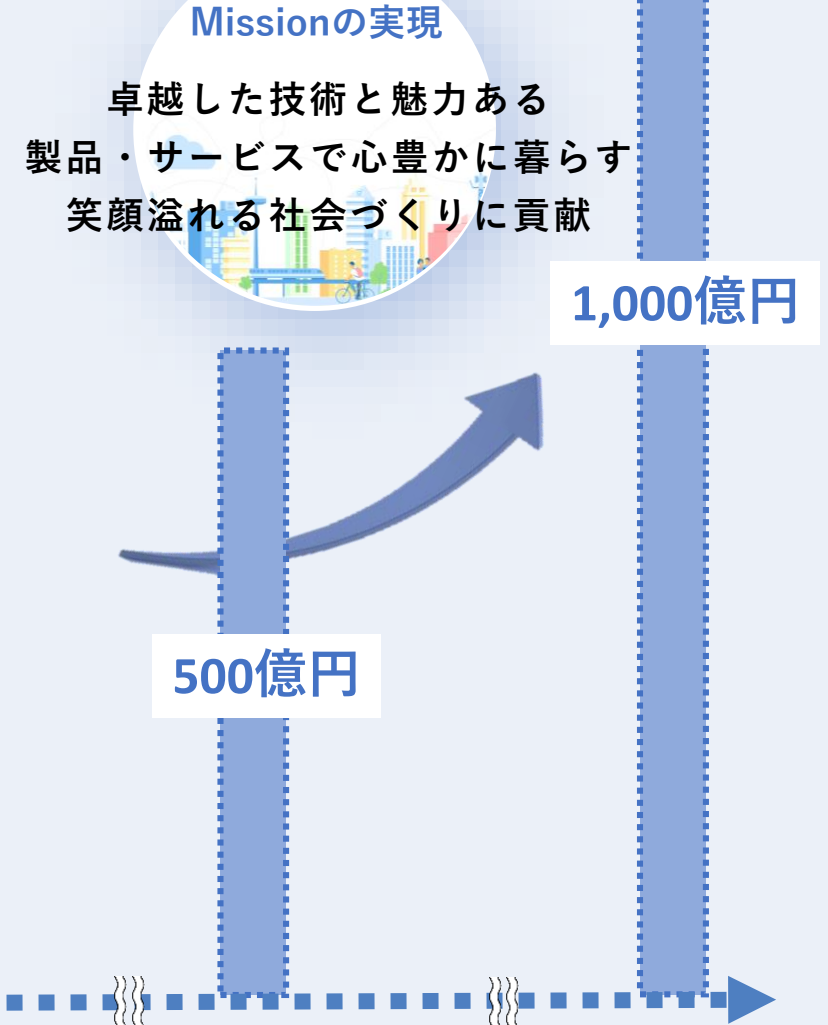 Missionの実現
卓越した技術と魅力ある
製品・サービスで心豊かに暮らす
笑顔溢れる社会づくりに貢献
1,000億円
500億円